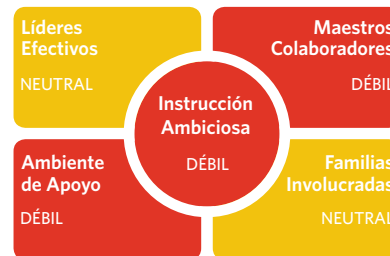 Líderes
Efectivos
NEUTRAL
Maestros
Colaboradores
DÉBIL
Instrucción
Ambiciosa
DÉBIL
Ambiente
de Apoyo
DÉBIL
Familias
Involucradas
NEUTRAL